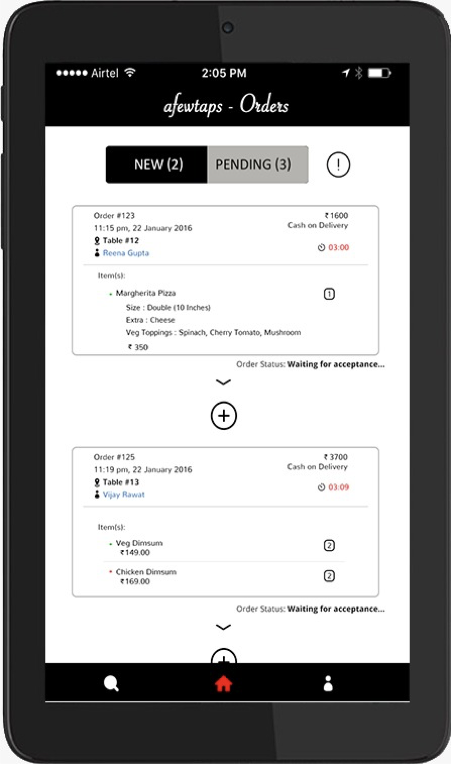 Airtel 2:05 PM
afewtaps - Orders
NEW (2) PENDING (3) !
Order #123 ₹1600
11:15 pm, 22 January 2016 Cash on Delivery
Table #12
Reena Gupta 03:00
Item(s):
Margherita Pizza 1
Size : Double (10 Inches)
Extra : Cheese
Veg Toppings : Spinach, Cherry Tomato, Mushroom
₹ 350
Order Status: Waiting for acceptance...
Order #125 ₹3700
11:19 pm, 22 January 2016 Cash on Delivery
Table #13
Vijay Rawat 03:09
Item(s):
Veg Dimsum 2
₹149.00
Chicken Dimsum 2
₹169.00
Order Status: Waiting for acceptance...